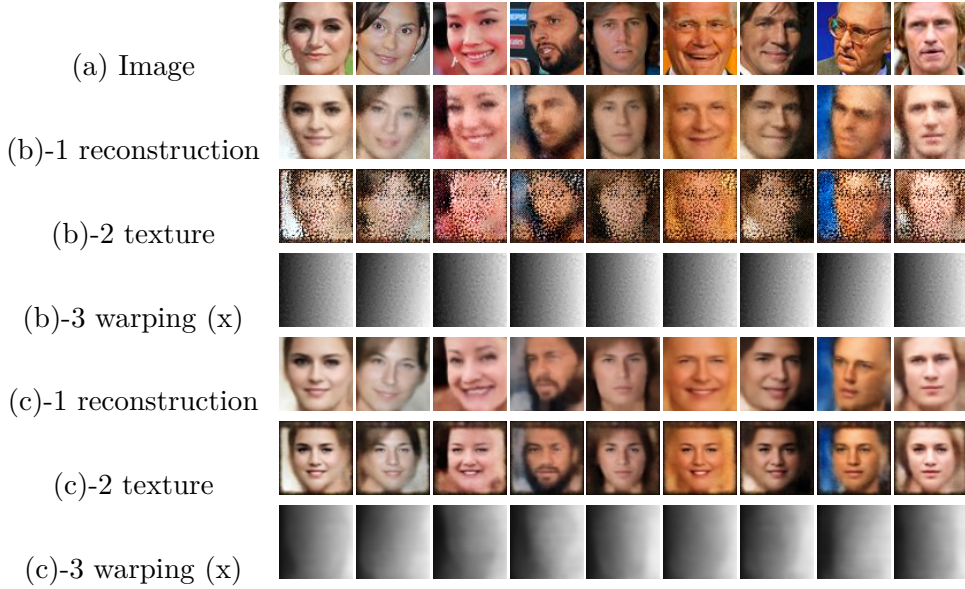 (a) Image
(b)-1 reconstruction
(b)-2 texture
(b)-3 warping (x)
(c)-1 reconstruction
(c)-2 texture
(c)-3 warping (x)